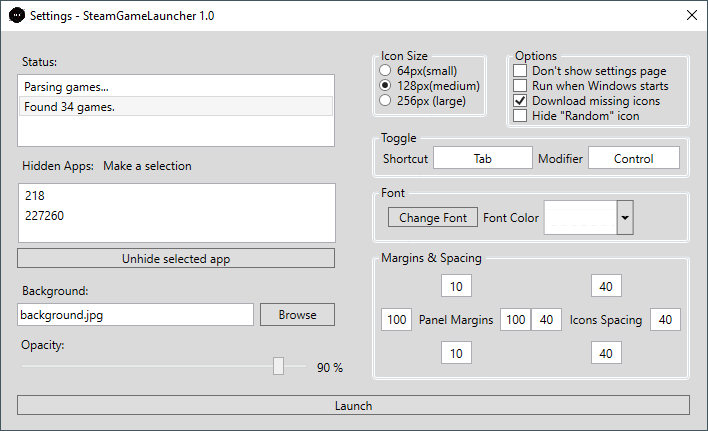 Settings - SteamGameLauncher 1.0
Status:
Parsing games...
Found 34 games.
Hidden Apps: Make a selection
218
227260
Unhide selected app
Background:
background.jpg Browse
Opacity:
90 %
Icon Size
64px(small)
128px(medium)
256px (large)
Options
Don't show settings page
Run when Windows starts
Download missing icons
Hide "Random" icon
Toggle
Shortcut Tab Modifier Control
Font
Change Font Font Color
Margins & Spacing
10 40
100 Panel Margins 100 40 Icons Spacing 40
10 40
Launch